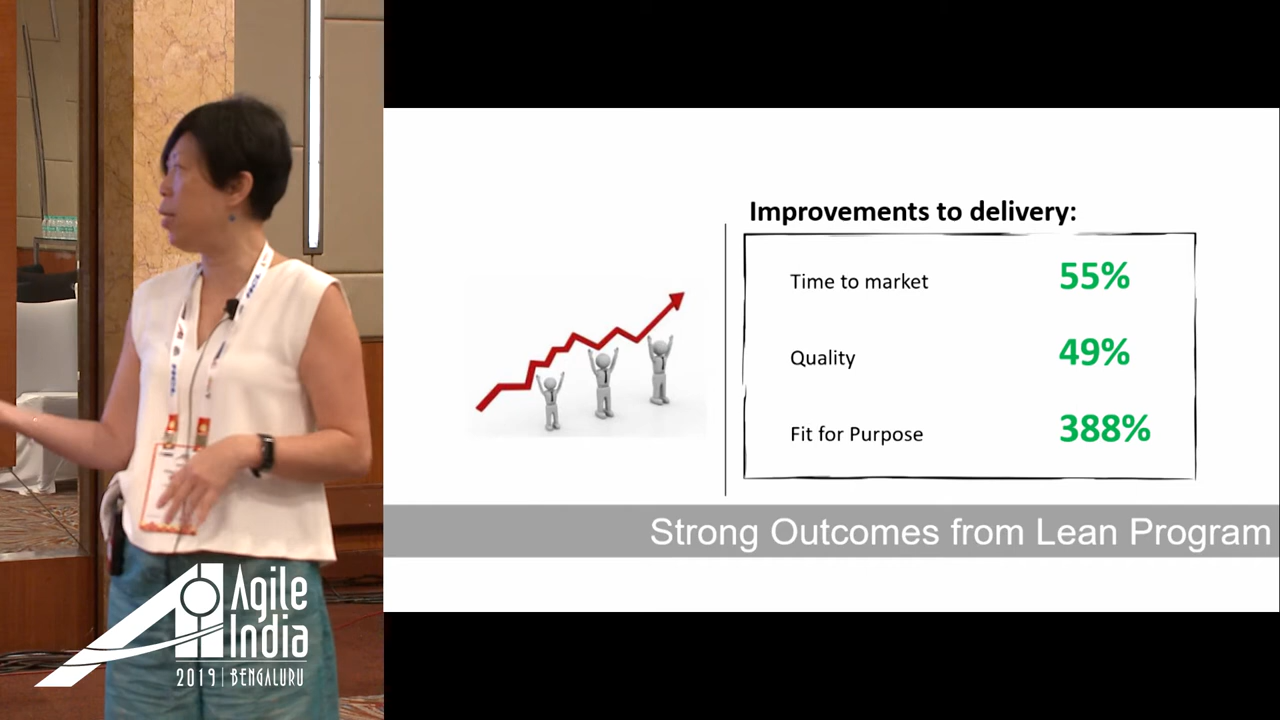 Improvements to delivery:
Time to market 55%
Quality 49%
Fit for Purpose 388%
Strong Outcomes from Lean Program
Agile
India
2019 | BENGALURU